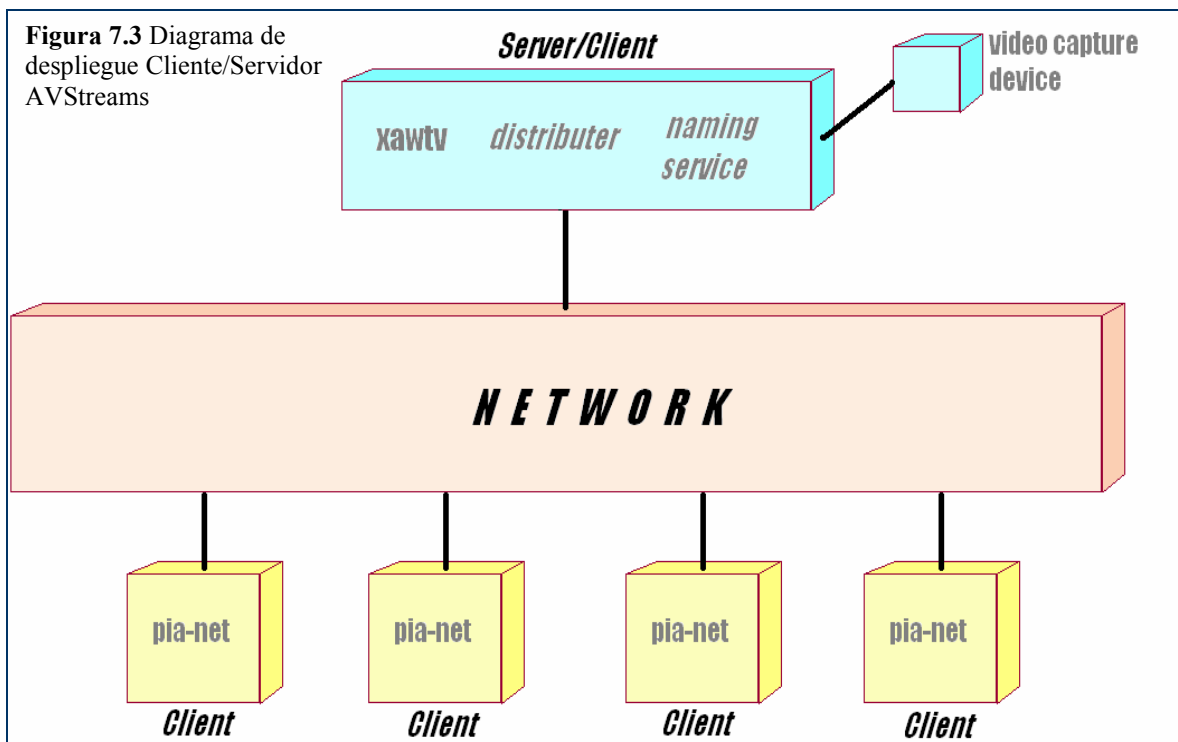 Figura 7.3 Diagrama de
despliegue Cliente/Servidor
AVStreams
Server/Client
video capture
device
xawtv
distributer
naming
service
NETWORK
pia-net
pia-net
pia-net
pia-net
Client
Client
Client
Client